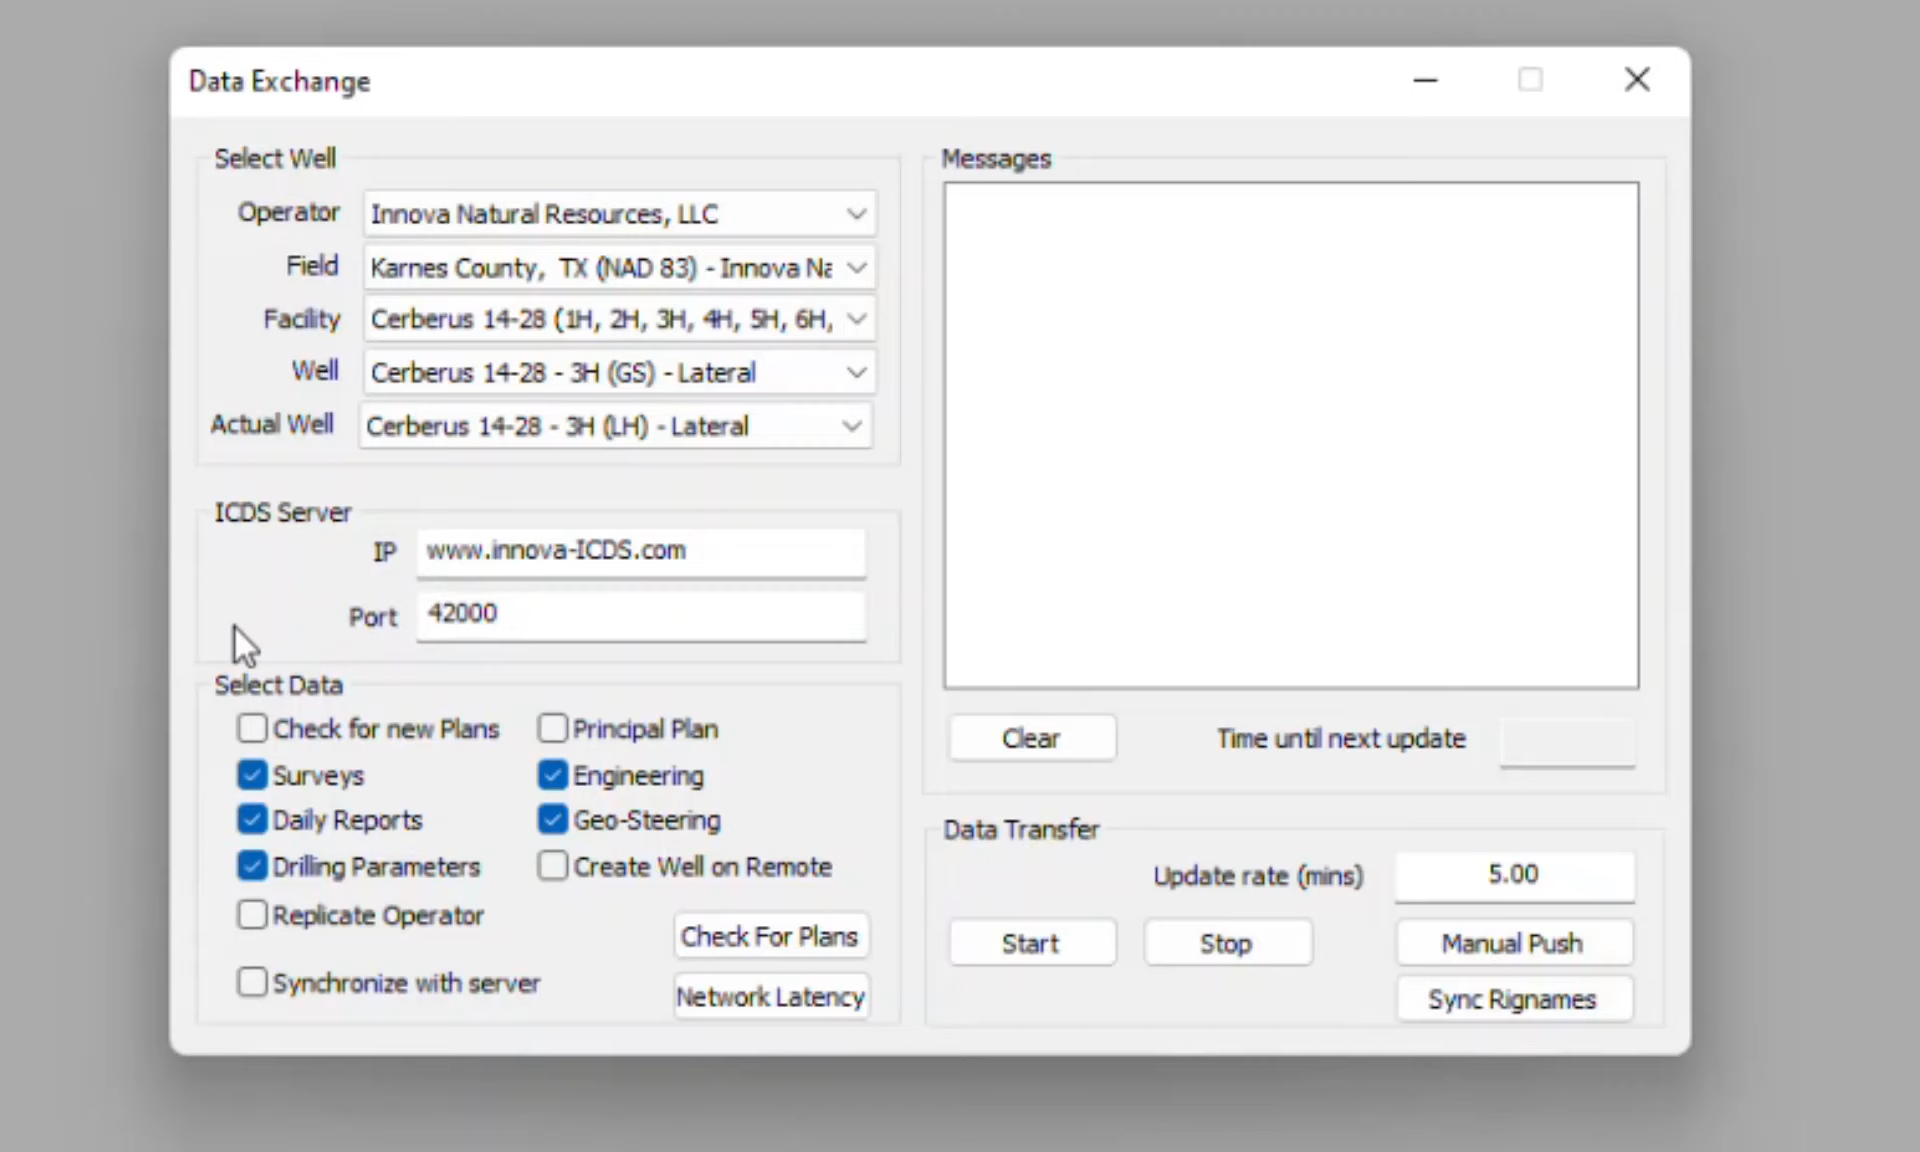 Data Exchange
Select Well
Operator Innova Natural Resources, LLC
Field Karnes County, TX (NAD 83) - Innova Na
Facility Cerberus 14-28 (1H, 2H, 3H, 4H, 5H, 6H,
Well Cerberus 14-28 - 3H (GS) - Lateral
Actual Well Cerberus 14-28 - 3H (LH) - Lateral
ICDS Server
IP www.innova-ICDS.com
Port 42000
Select Data
Check for new Plans Principal Plan
Surveys Engineering
Daily Reports Geo-Steering
Drilling Parameters Create Well on Remote
Replicate Operator
Check For Plans
Synchronize with server
Network Latency
Messages
Clear Time until next update
Data Transfer
Update rate (mins) 5.00
Start Stop Manual Push
Sync Rignames